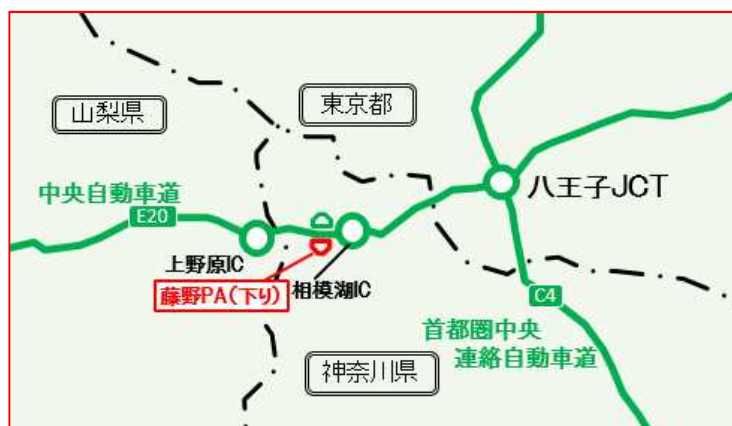 山梨県
東京都
中央自動車道
E20
八王子JCT
上野原IC
藤野PA(下り)
相模湖IC
C4
首都圏中央
連絡自動車道
神奈川県